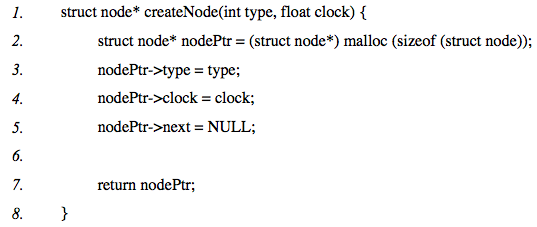 1. struct node* createNode(int type, float clock) {
2. struct node* nodePtr = (struct node*) malloc (sizeof (struct node));
3. nodePtr->type = type;
4. nodePtr->clock = clock;
5. nodePtr->next = NULL;
6.
7. return nodePtr;
8. }